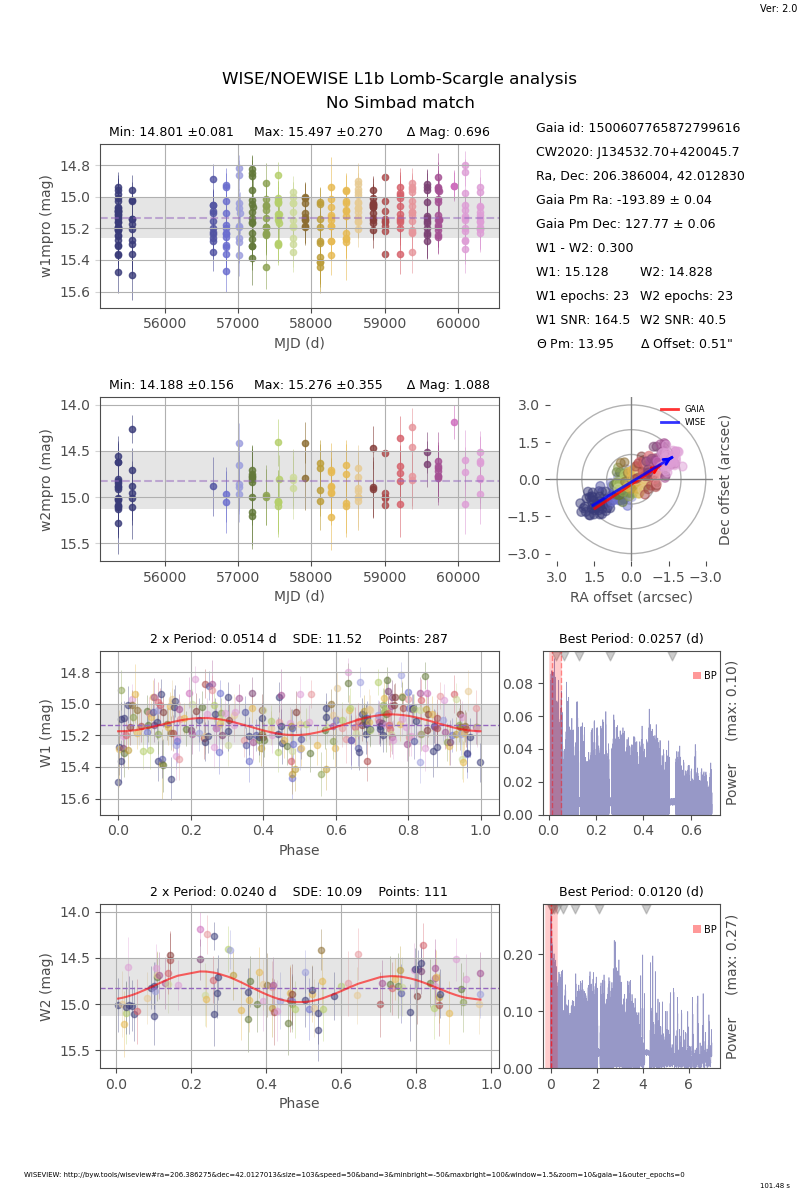 Ver: 2.0
WISE/NOEWISE L1b Lomb-Scargle analysis
No Simbad match
Min: 14.801 ±0.081 Max: 15.497 ±0.270 Δ Mag: 0.696
14.8
15.0
15.2
15.4
15.6
w1mpro (mag)
56000 57000 58000 59000 60000
MJD (d)
Gaia id: 1500607765872799616
CW2020: J134532.70+420045.7
Ra, Dec: 206.386004, 42.012830
Gaia Pm Ra: -193.89 ± 0.04
Gaia Pm Dec: 127.77 ± 0.06
W1 - W2: 0.300
W1: 15.128 W2: 14.828
W1 epochs: 23 W2 epochs: 23
W1 SNR: 164.5 W2 SNR: 40.5
Θ Pm: 13.95 Δ Offset: 0.51"
Min: 14.188 ±0.156 Max: 15.276 ±0.355 Δ Mag: 1.088
14.0
14.5
15.0
15.5
w2mpro (mag)
56000 57000 58000 59000 60000
MJD (d)
GAIA
WISE
3.0
1.5
0.0
−1.5
−3.0
Dec offset (arcsec)
3.0 1.5 0.0 −1.5 −3.0
RA offset (arcsec)
2 x Period: 0.0514 d SDE: 11.52 Points: 287
14.8
15.0
15.2
15.4
15.6
W1 (mag)
0.0 0.2 0.4 0.6 0.8 1.0
Phase
Best Period: 0.0257 (d)
BP
0.08
0.06
0.04
0.02
0.00
Power (max: 0.10)
0.0 0.2 0.4 0.6
2 x Period: 0.0240 d SDE: 10.09 Points: 111
14.0
14.5
15.0
15.5
W2 (mag)
0.0 0.2 0.4 0.6 0.8 1.0
Phase
Best Period: 0.0120 (d)
BP
0.20
0.10
0.00
Power (max: 0.27)
0 2 4 6
WISEVIEW: http://byw.tools/wiseview#ra=206.386275&dec=42.0127013&size=103&speed=50&band=3&minbright=-50&maxbright=100&window=1.5&zoom=10&gaia=1&outer_epochs=0
101.48 s